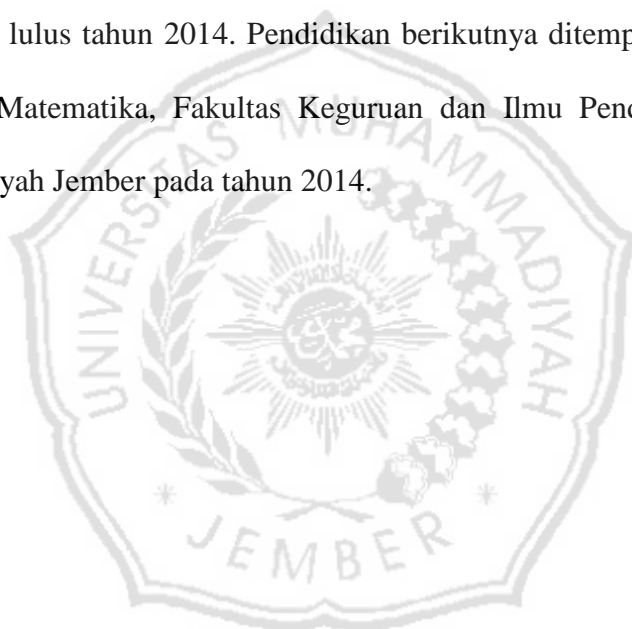 lulus tahun 2014. Pendidikan berikutnya ditemp
Matematika, Fakultas Keguruan dan Ilmu Pend
yah Jember pada tahun 2014.
UNIVERSITAS MUHAMMADIYAH
JEMBER